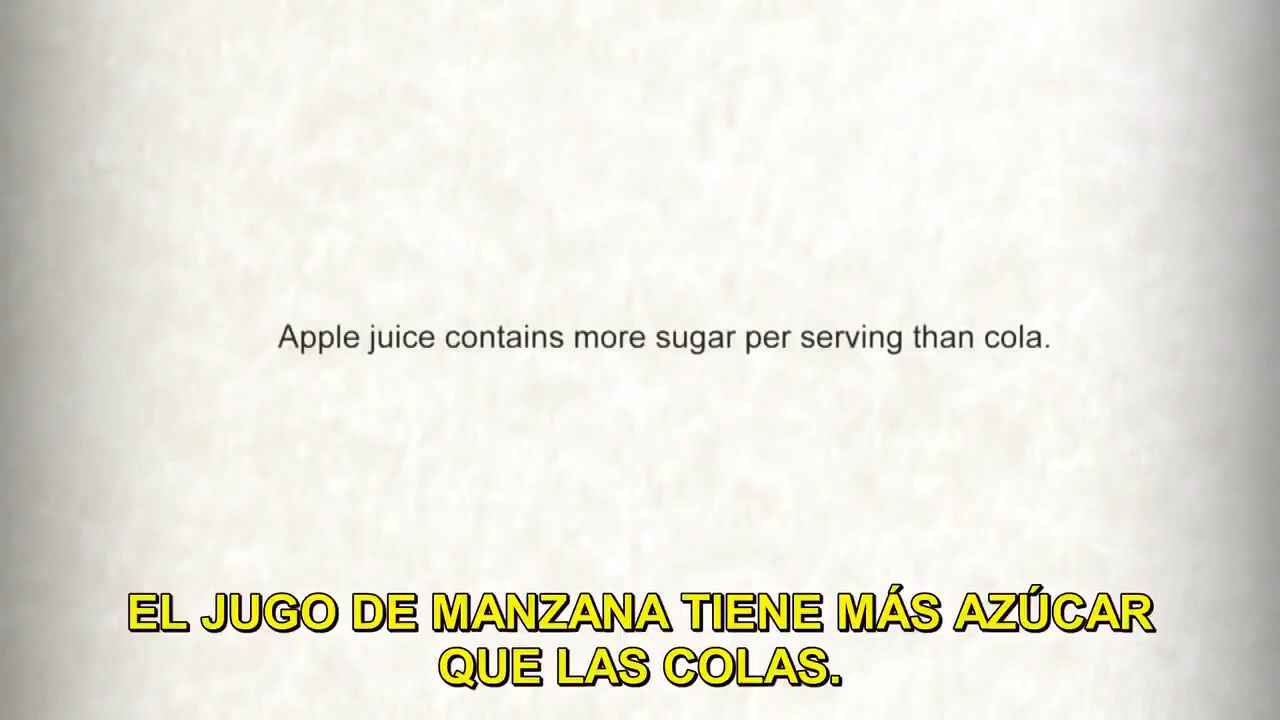 Apple juice contains more sugar per serving than cola.
EL JUGO DE MANZANA TIENE MÁS AZÚCAR
QUE LAS COLAS.